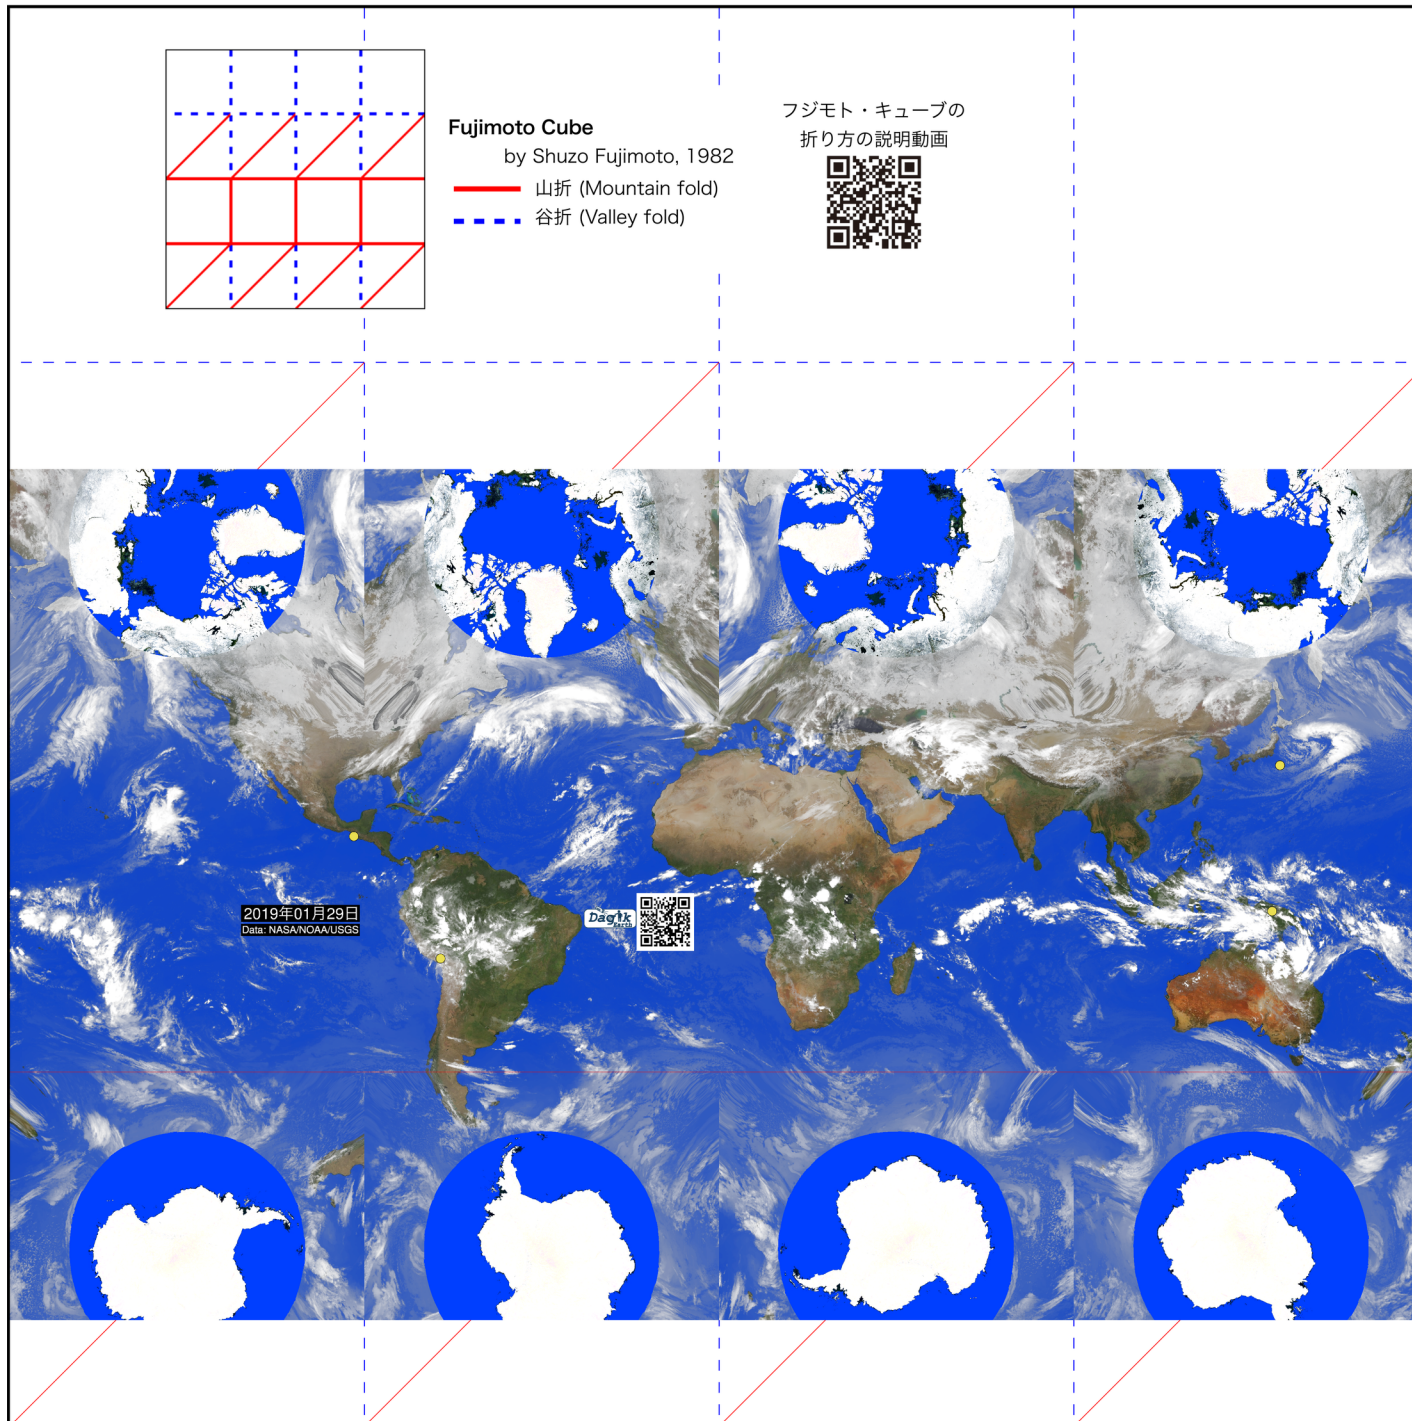 Fujimoto Cube
by Shuzo Fujimoto, 1982
山折 (Mountain fold)
谷折 (Valley fold)
フジモト・キューブの
折り方の説明動画
2019年01月29日
Data: NASA/NOAA/USGS
Dagik
Earth